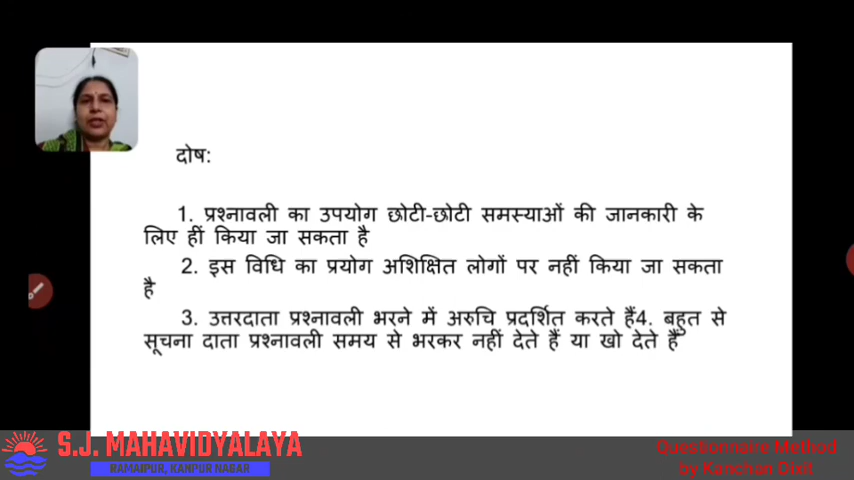 दोष:
1. प्रश्नावली का उपयोग छोटी-छोटी समस्याओं की जानकारी के
लिए हीं किया जा सकता है
2. इस विधि का प्रयोग अशिक्षित लोगों पर नहीं किया जा सकता
है
3. उत्तरदाता प्रश्नावली भरने में अरुचि प्रदर्शित करते हैं4. बहुत से
सूचना दाता प्रश्नावली समय से भरकर नहीं देते हैं या खो देते हैं
S.J. MAHAVIDYALAYA
RAMAIPUR, KANPUR NAGAR
Questionnaire Method
by Kanchan Dixit